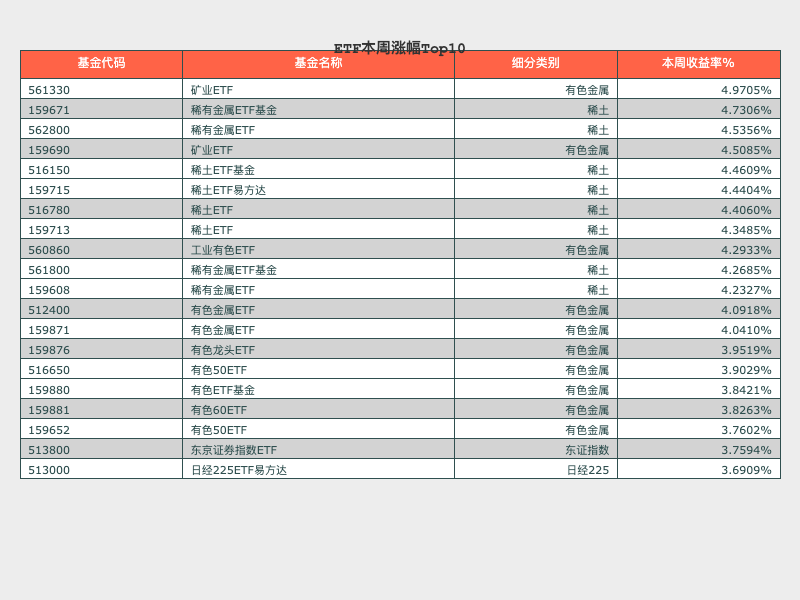 ETF本周涨幅Top10
基金代码 基金名称 细分类别 本周收益率%
561330 矿业ETF 有色金属 4.9705%
159671 稀有金属ETF基金 稀土 4.7306%
562800 稀有金属ETF 稀土 4.5356%
159690 矿业ETF 有色金属 4.5085%
516150 稀土ETF基金 稀土 4.4609%
159715 稀土ETF易方达 稀土 4.4404%
516780 稀土ETF 稀土 4.4060%
159713 稀土ETF 稀土 4.3485%
560860 工业有色ETF 有色金属 4.2933%
561800 稀有金属ETF基金 稀土 4.2685%
159608 稀有金属ETF 稀土 4.2327%
512400 有色金属ETF 有色金属 4.0918%
159871 有色金属ETF 有色金属 4.0410%
159876 有色龙头ETF 有色金属 3.9519%
516650 有色50ETF 有色金属 3.9029%
159880 有色ETF基金 有色金属 3.8421%
159881 有色60ETF 有色金属 3.8263%
159652 有色50ETF 有色金属 3.7602%
513800 东京证券指数ETF 东证指数 3.7594%
513000 日经225ETF易方达 日经225 3.6909%